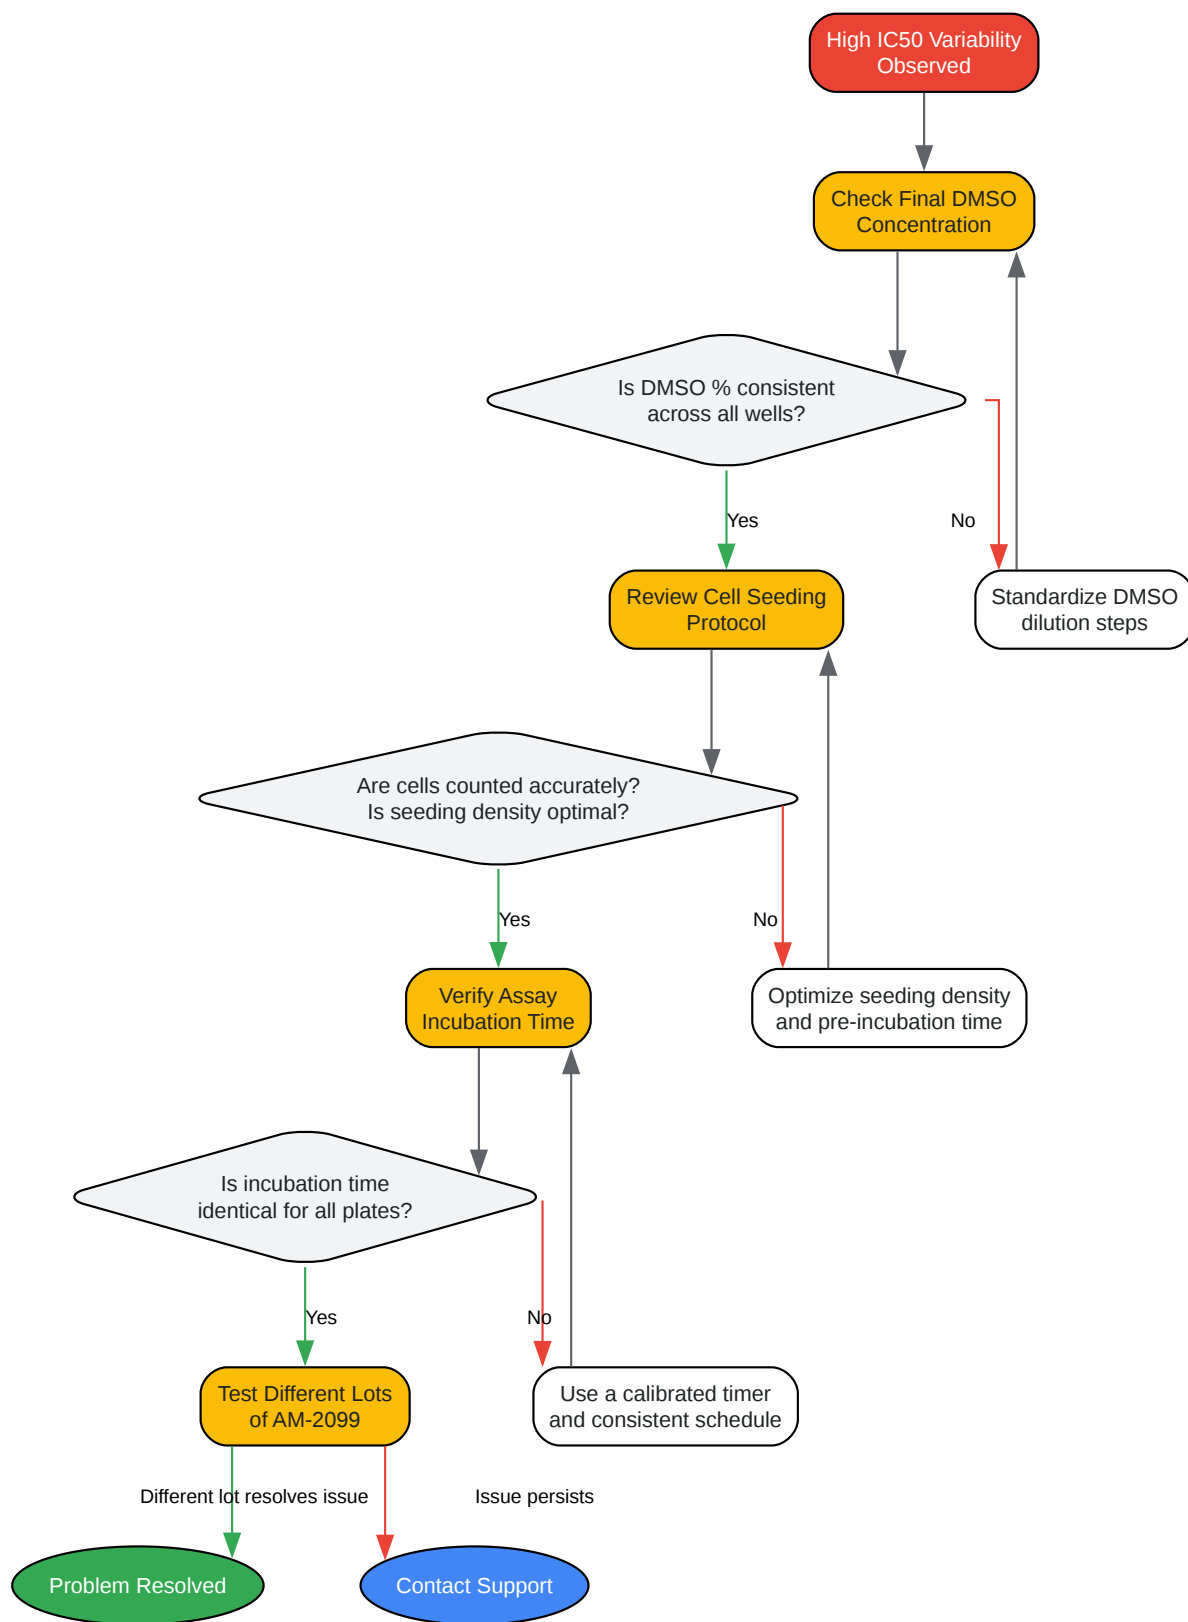 High IC50 Variability
Observed
Check Final DMSO
Concentration
Is DMSO % consistent
across all wells?
Yes
No
Review Cell Seeding
Protocol
Standardize DMSO
dilution steps
Are cells counted accurately?
Is seeding density optimal?
Yes
No
Verify Assay
Incubation Time
Optimize seeding density
and pre-incubation time
Is incubation time
identical for all plates?
Yes
No
Test Different Lots
of AM-2099
Use a calibrated timer
and consistent schedule
Different lot resolves issue
Issue persists
Problem Resolved
Contact Support